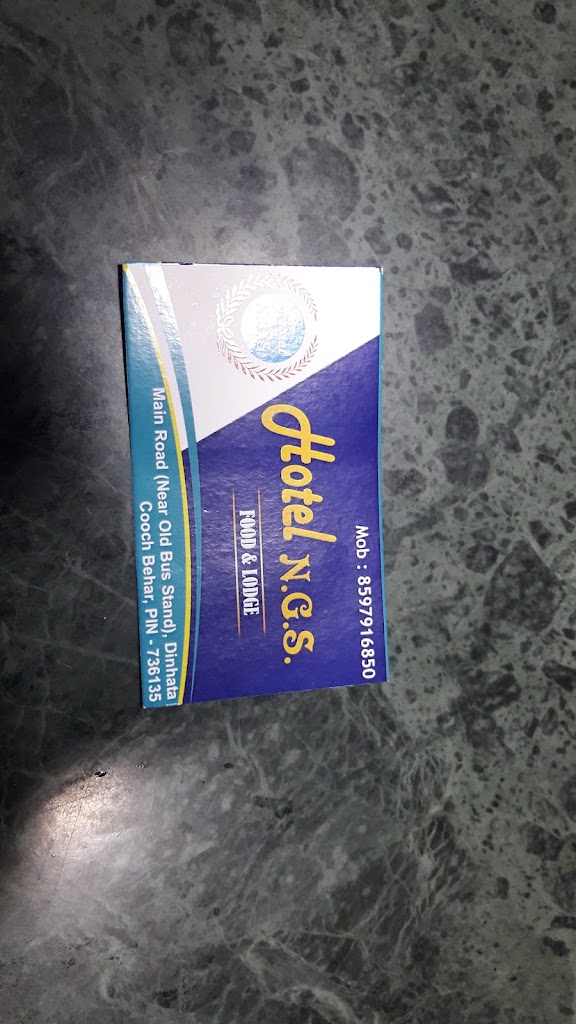 Mob : 8597916850
Hotel N.G.S.
FOOD & LODGE
Main Road (Near Old Bus Stand), Dinhata
Cooch Behar, PIN - 736135